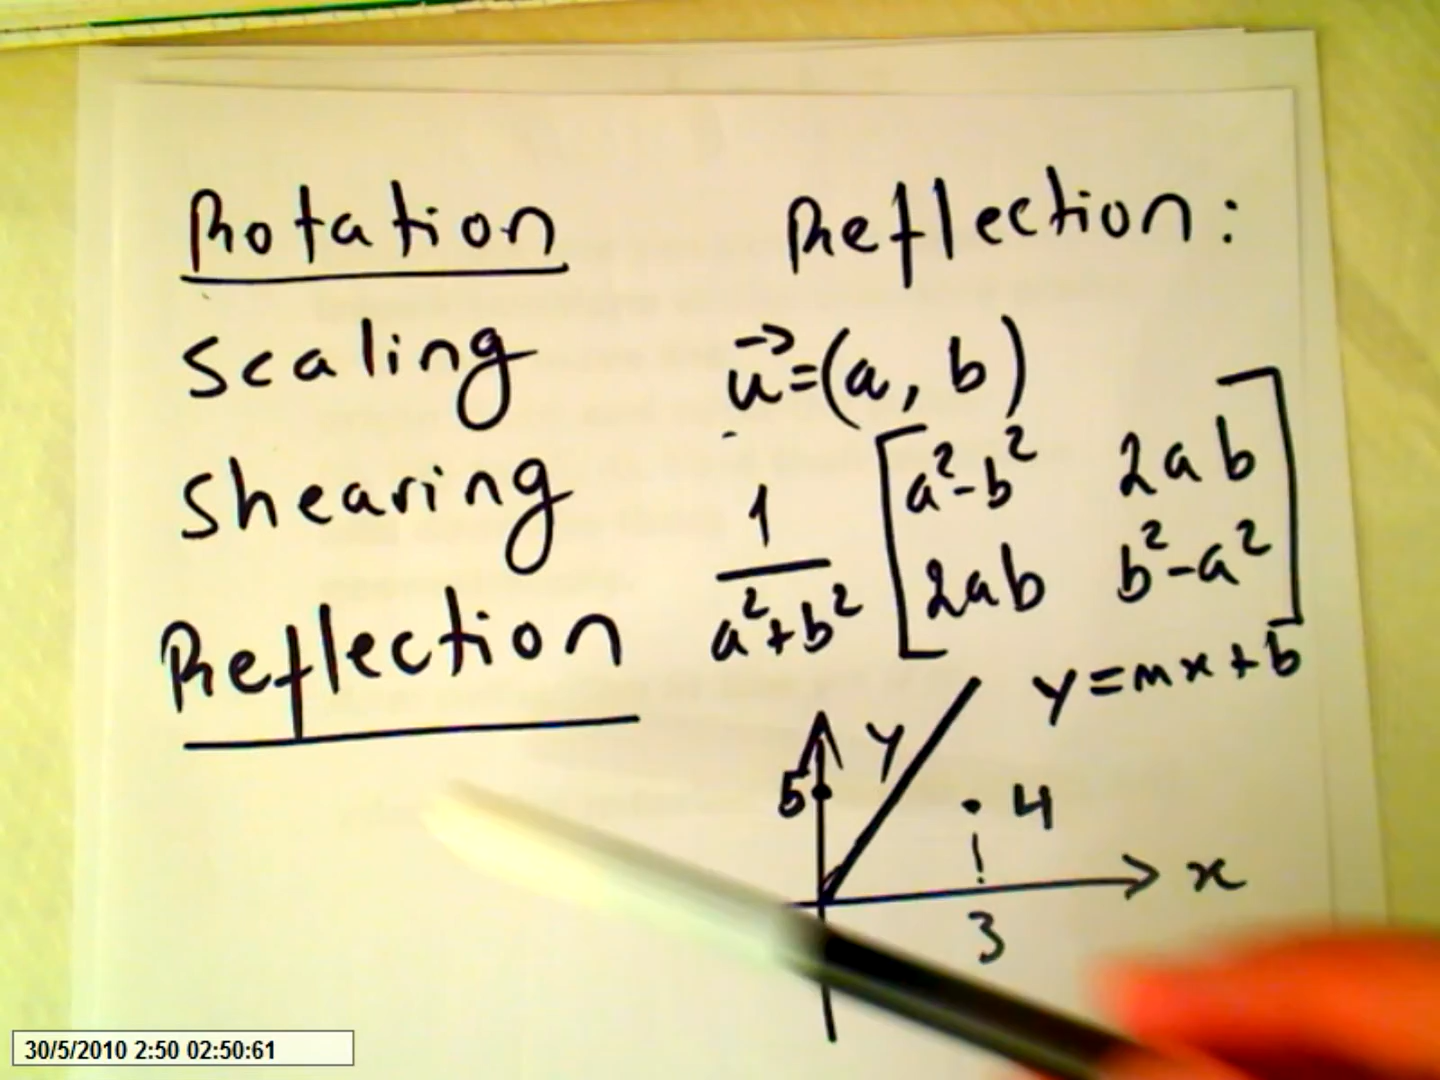 Rotation
Scaling
Shearing
Reflection
Reflection:
u⃗=(a, b)
1/(a²+b²) [a²-b² 2ab
2ab b²-a²]
y=mx+b
y
5
4
x
3
30/5/2010 2:50 02:50:61